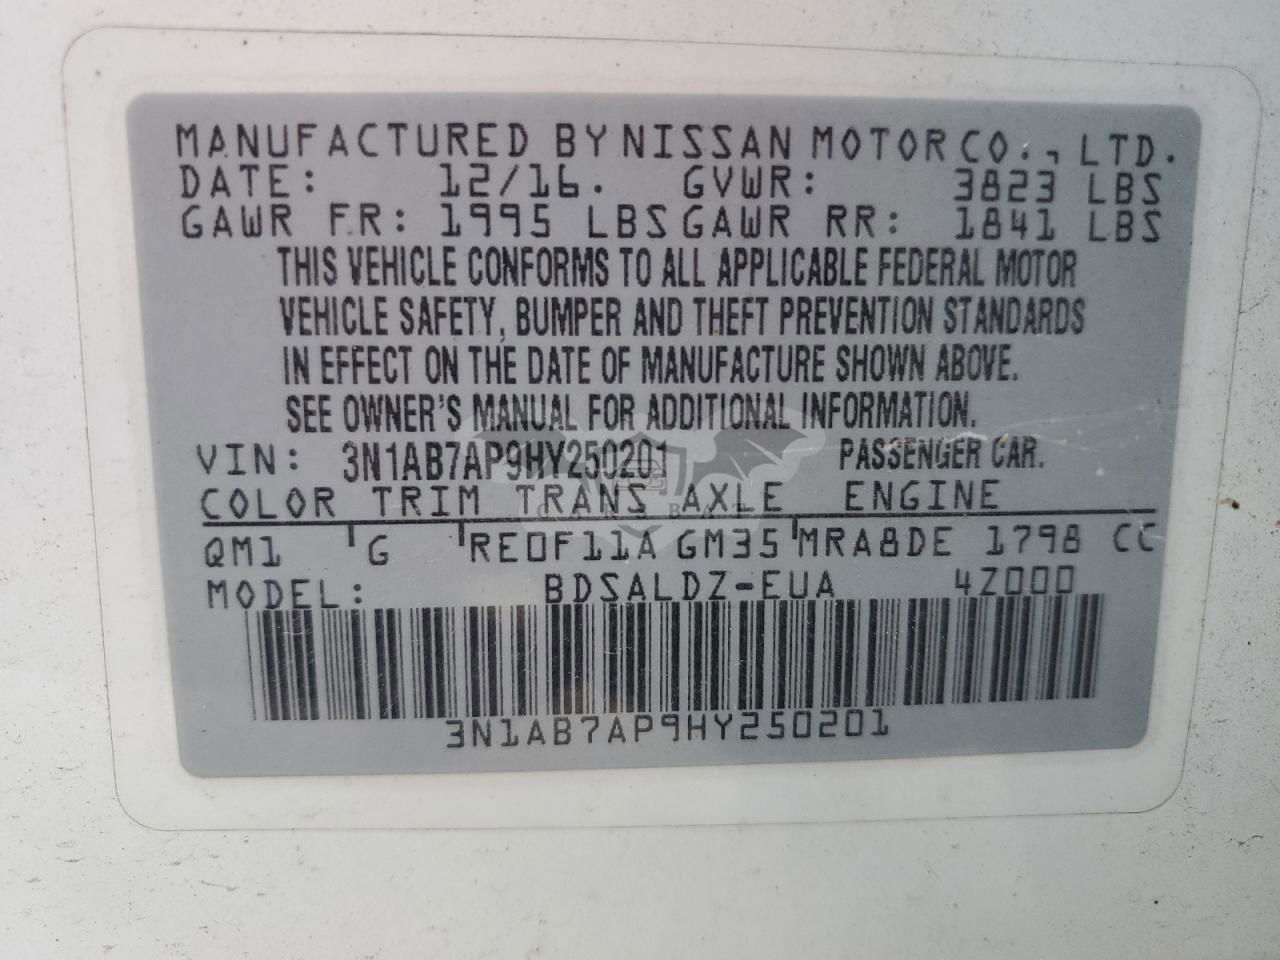 MANUFACTURED BY NISSAN MOTOR CO., LTD.
DATE: 12/16. GVWR: 3823 LBS
GAWR FR: 1995 LBS GAWR RR: 1841 LBS
THIS VEHICLE CONFORMS TO ALL APPLICABLE FEDERAL MOTOR
VEHICLE SAFETY, BUMPER AND THEFT PREVENTION STANDARDS
IN EFFECT ON THE DATE OF MANUFACTURE SHOWN ABOVE.
SEE OWNER'S MANUAL FOR ADDITIONAL INFORMATION.
VIN: 3N1AB7AP9HY250201 PASSENGER CAR.
COLOR TRIM TRANS AXLE ENGINE
QM1 G RE0F11A GM35 MRA8DE 1798 CC
MODEL: BDSALDZ-EUA 4Z000
3N1AB7AP9HY250201